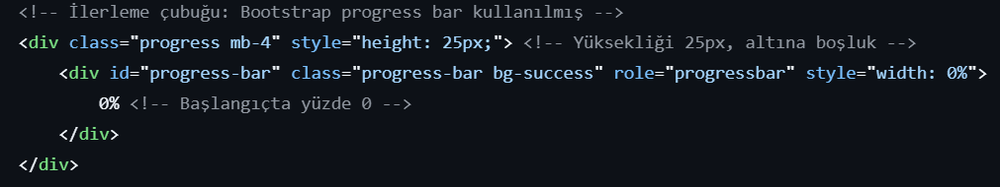 <!-- İlerleme çubuğu: Bootstrap progress bar kullanılmış -->
<div class="progress mb-4" style="height: 25px;"> <!-- Yüksekliği 25px, altına boşluk -->
    <div id="progress-bar" class="progress-bar bg-success" role="progressbar" style="width: 0%">
        0% <!-- Başlangıçta yüzde 0 -->
    </div>
</div>